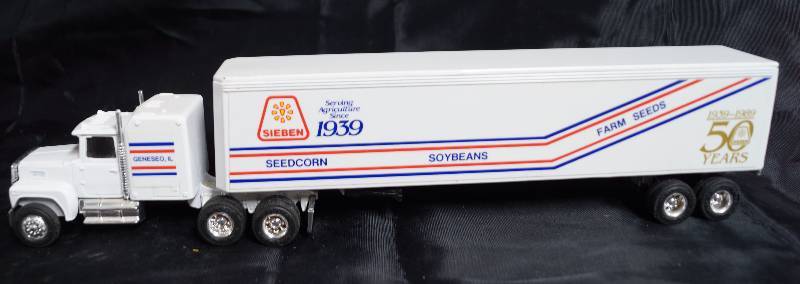 GENESEO, IL
SIEBEN
Serving
Agriculture
Since
1939
SEEDCORN
SOYBEANS
FARM SEEDS
1939-1989
50
YEARS